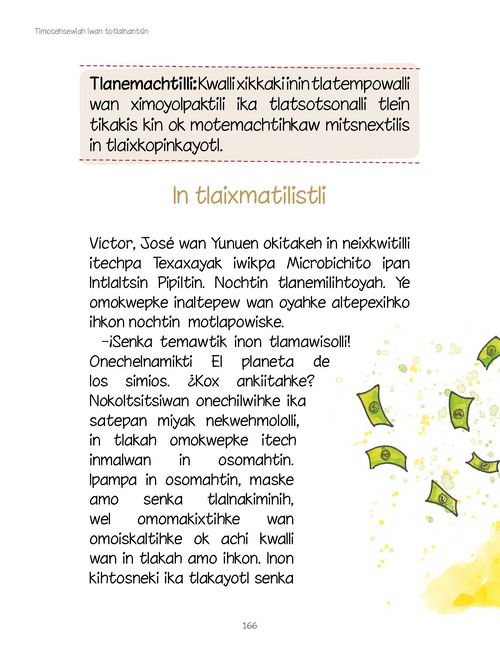 Timosehsewiah iwan totlalnantsin
Tlanemachtilli: Kwalli xikkaki inin tlatempowalli
wan ximoyolpaktili ika tlatsotsonalli tlein
tikakis kin ok motemachtihkaw mitsnextilis
in tlaixkopinkayotl.
In tlaixmatilistli
Victor, José wan Yunuen okitakeh in neixkwitilli
itechpa Texaxayak iwikpa Microbichito ipan
Intlaltsin Pipiltin. Nochtin tlanemilihtoyah. Ye
omokwepke inaltepew wan oyahke altepexihko
ihkon nochtin motlapowiske.
–¡Senka temawtik inon tlamawisolli!
Onechelnamikti El planeta de
los simios. ¿Kox ankiitahke?
Nokoltsitsiwan onechilwihke ika
satepan miyak nekwehmololli,
in tlakah omokwepke itech
inmalwan in osomahtin.
Ipampa in osomahtin, maske
amo senka tlalnakiminih,
wel omomakixtihke wan
omoiskaltihke ok achi kwalli
wan in tlakah amo ihkon. Inon
kihtosneki ika tlakayotl senka
166